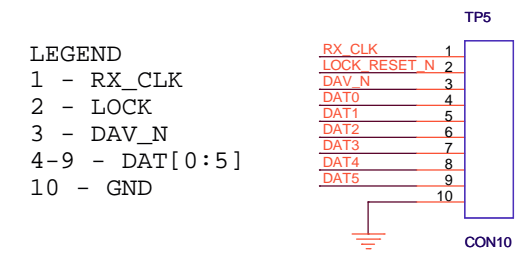 TP5
LEGEND
1 - RX_CLK
2 - LOCK
3 - DAV_N
4-9 - DAT[0:5]
10 - GND
RX_CLK 1
LOCK_RESET_N 2
DAV_N 3
DAT0 4
DAT1 5
DAT2 6
DAT3 7
DAT4 8
DAT5 9
10
CON10